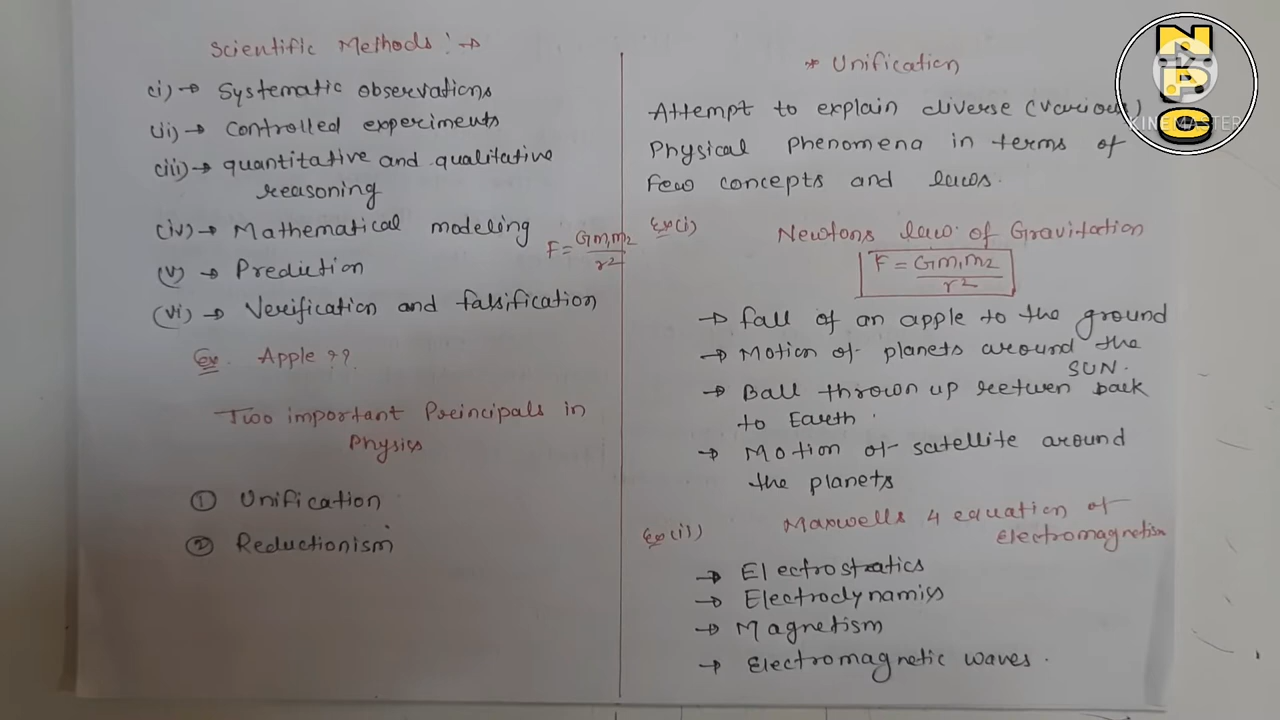 Scientific Methods :→
(i) → Systematic observations
(ii) → Controlled experiments
(iii) → quantitative and qualitative
reasoning
(iv) → Mathematical modeling
F = Gm₁m₂/r²
(v) → Prediction
(vi) → Verification and falsification
Ex. Apple ??
Two important Principals in
Physics
① Unification
② Reductionism
* Unification
Attempt to explain diverse (various)
Physical Phenomena in terms of
Few concepts and laws.
Ex (i) Newtons law of Gravitation
F = Gm₁m₂/r²
→ fall of an apple to the ground
→ Motion of planets around the
SUN.
→ Ball thrown up reetwen back
to Earth.
→ Motion of satellite around
the planets
Ex (ii) Maxwells 4 equation of
Electromagnetism
→ Electrostatics
→ Electrodynamiss
→ Magnetism
→ Electromagnetic waves.
NPC
KINEMASTER